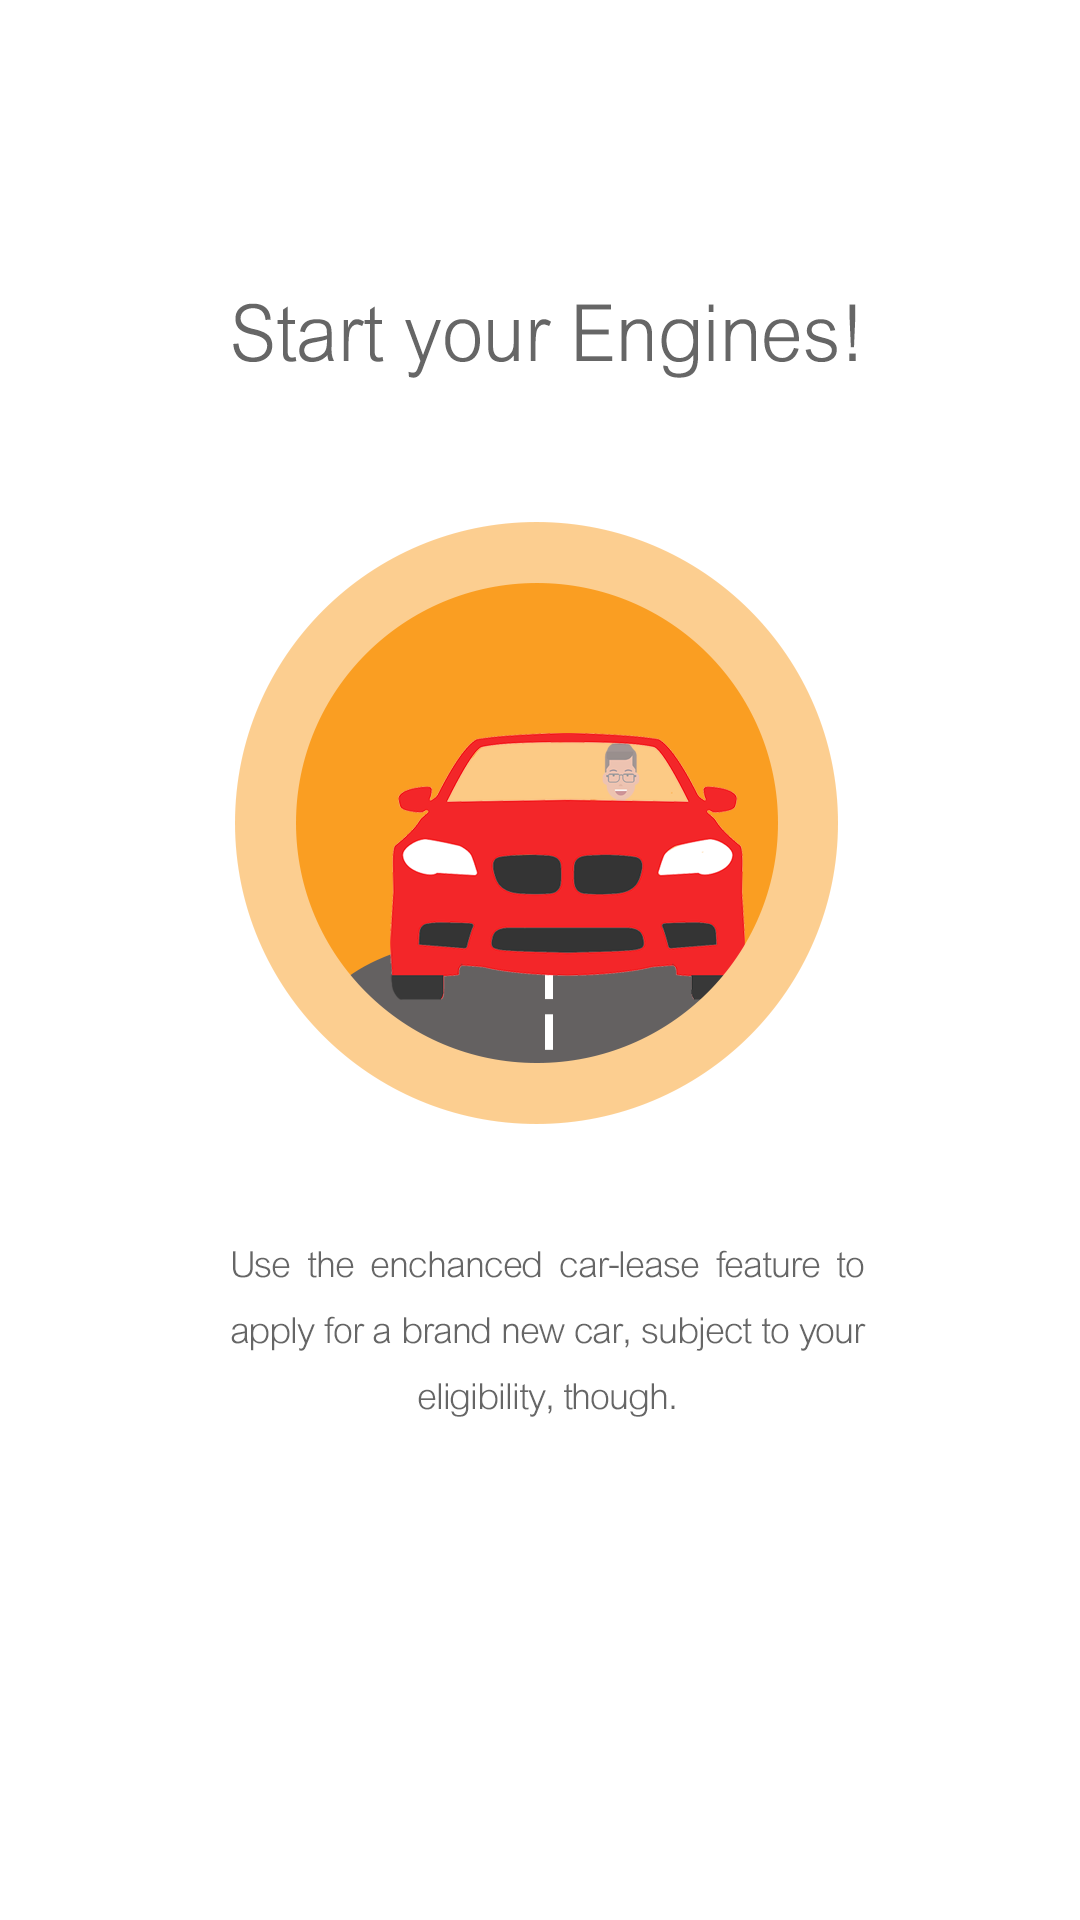 Start your Engines!
Use the enchanced car-lease feature to
apply for a brand new car, subject to your
eligibility, though.